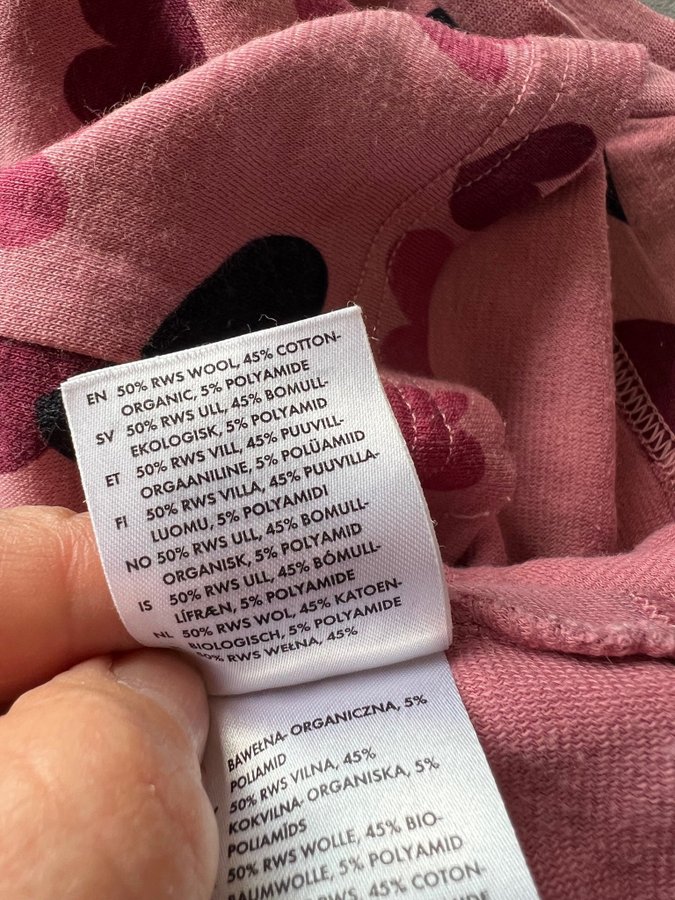 EN 50% RWS WOOL, 45% COTTON-
ORGANIC, 5% POLYAMIDE
SV 50% RWS ULL, 45% BOMULL-
EKOLOGISK, 5% POLYAMID
ET 50% RWS VILL, 45% PUUVILL-
ORGAANILINE, 5% POLÜAMIID
FI 50% RWS VILLA, 45% PUUVILLA-
LUOMU, 5% POLYAMIDI
NO 50% RWS ULL, 45% BOMULL-
ORGANISK, 5% POLYAMID
IS 50% RWS ULL, 45% BÓMULL-
LÍFRÆN, 5% POLYAMIDE
NL 50% RWS WOL, 45% KATOEN-
BIOLOGISCH, 5% POLYAMIDE
50% RWS WEŁNA, 45%
BAWEŁNA- ORGANICZNA, 5%
POLIAMID
50% RWS VILNA, 45%
KOKVILNA- ORGANISKA, 5%
POLIAMĪDS
50% RWS WOLLE, 45% BIO-
BAUMWOLLE, 5% POLYAMID
RWS, 45% COTON-